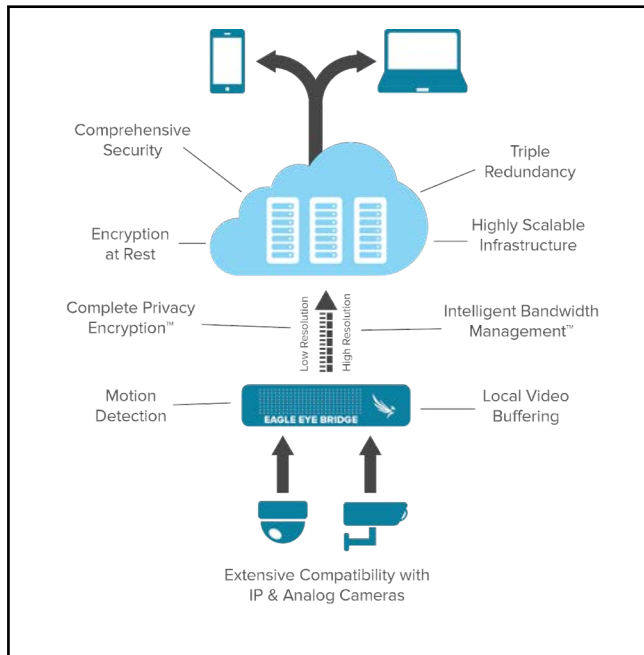 Comprehensive
Security
Triple
Redundancy
Encryption
at Rest
Highly Scalable
Infrastructure
Complete Privacy
Encryption™
Low Resolution
High Resolution
Intelligent Bandwidth
Management™
Motion
Detection
EAGLE EYE BRIDGE
Local Video
Buffering
Extensive Compatibility with
IP & Analog Cameras